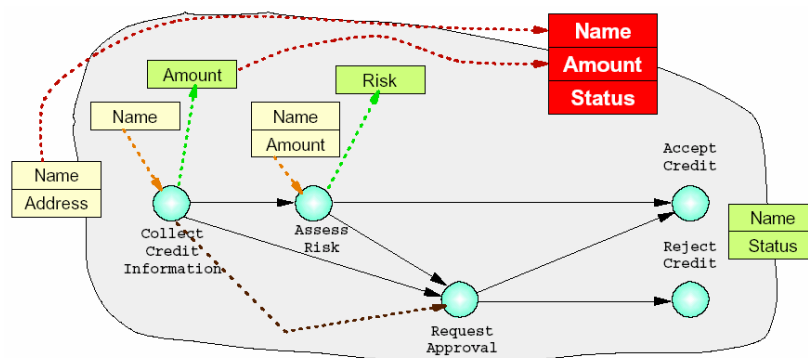 Name
Amount
Status
Amount
Risk
Name
Name
Amount
Name
Address
Accept
Credit
Collect
Credit
Information
Assess
Risk
Name
Status
Reject
Credit
Request
Approval